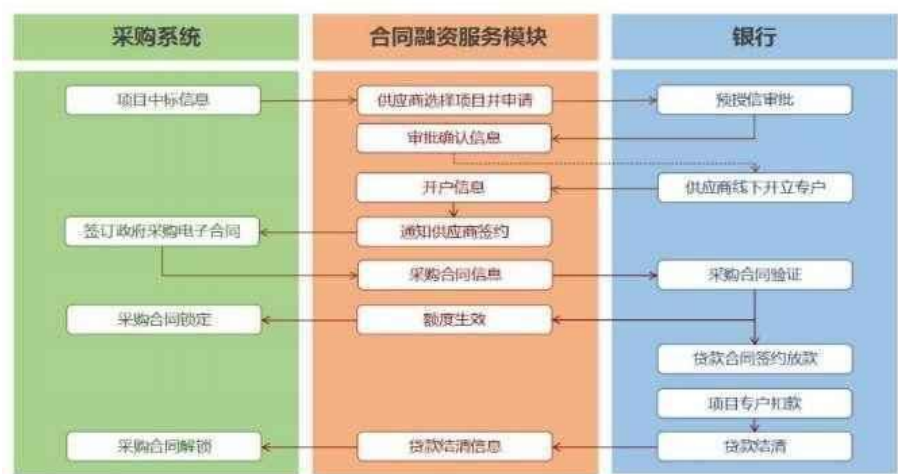 采购系统
合同融资服务模块
银行
项目中标信息
供应商选择项目并申请
预授信审批
审批确认信息
开户信息
供应商线下开立专户
签订政府采购电子合同
通知供应商签约
采购合同信息
采购合同验证
采购合同锁定
额度生效
贷款合同签约放款
项目专户扣款
采购合同解锁
贷款结清信息
贷款结清